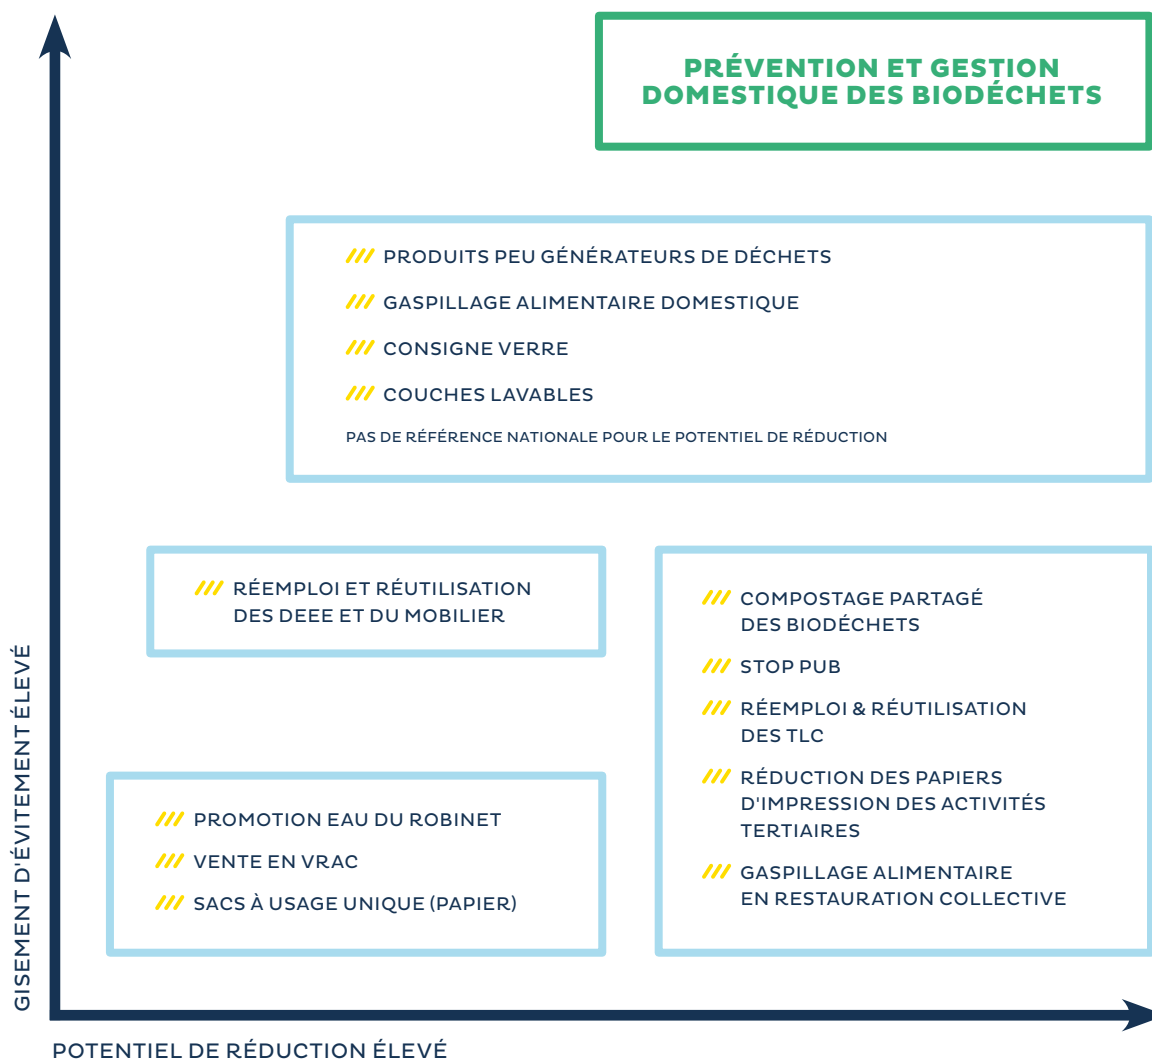 PRÉVENTION ET GESTION
DOMESTIQUE DES BIODÉCHETS
PRODUITS PEU GÉNÉRATEURS DE DÉCHETS
GASPILLAGE ALIMENTAIRE DOMESTIQUE
CONSIGNE VERRE
COUCHES LAVABLES
PAS DE RÉFÉRENCE NATIONALE POUR LE POTENTIEL DE RÉDUCTION
RÉEMPLOI ET RÉUTILISATION
DES DEEE ET DU MOBILIER
COMPOSTAGE PARTAGÉ
DES BIODÉCHETS
STOP PUB
RÉEMPLOI & RÉUTILISATION
DES TLC
RÉDUCTION DES PAPIERS
D'IMPRESSION DES ACTIVITÉS
TERTIAIRES
GASPILLAGE ALIMENTAIRE
EN RESTAURATION COLLECTIVE
PROMOTION EAU DU ROBINET
VENTE EN VRAC
SACS À USAGE UNIQUE (PAPIER)
GISEMENT D'ÉVITEMENT ÉLEVÉ
POTENTIEL DE RÉDUCTION ÉLEVÉ